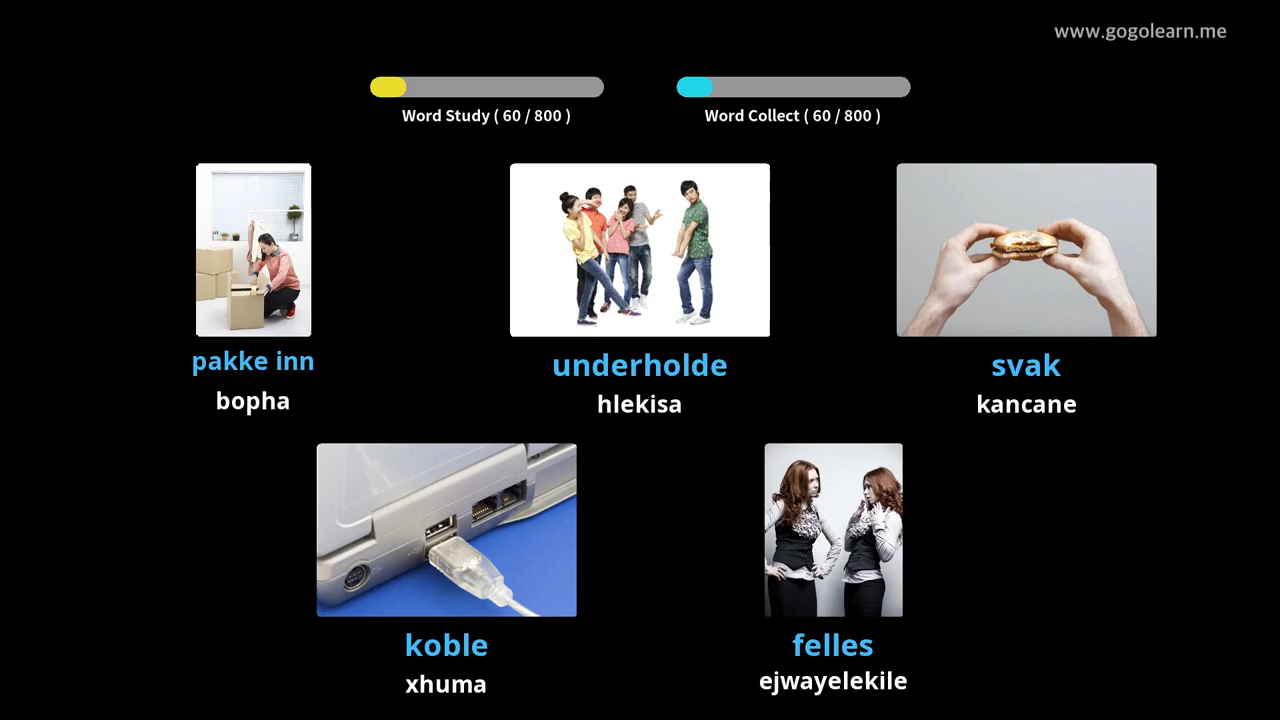 www.gogolearn.me
Word Study ( 60 / 800 )
Word Collect ( 60 / 800 )
pakke inn
bopha
underholde
hlekisa
svak
kancane
koble
xhuma
felles
ejwayelekile